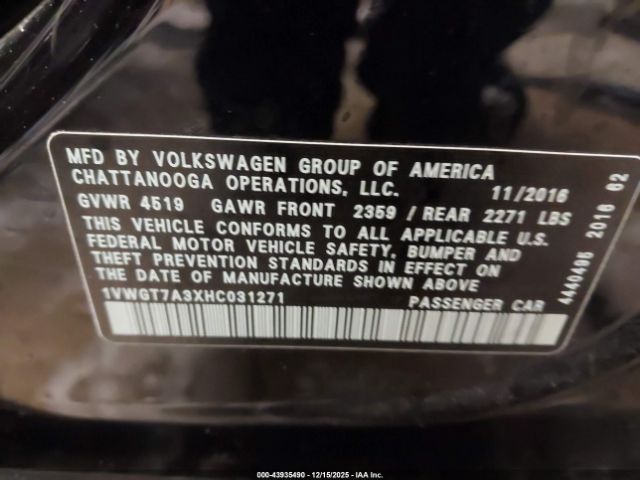 MFD BY VOLKSWAGEN GROUP OF AMERICA
CHATTANOOGA OPERATIONS, LLC. 11/2016
GVWR 4519 GAWR FRONT 2359 / REAR 2271 LBS
THIS VEHICLE CONFORMS TO ALL APPLICABLE U.S.
FEDERAL MOTOR VEHICLE SAFETY, BUMPER AND
THEFT PREVENTION STANDARDS IN EFFECT ON
THE DATE OF MANUFACTURE SHOWN ABOVE
1VWGT7A3XHC031271 PASSENGER CAR
4440495 2016 02
000-43935490 - 12/15/2025 - IAA Inc.